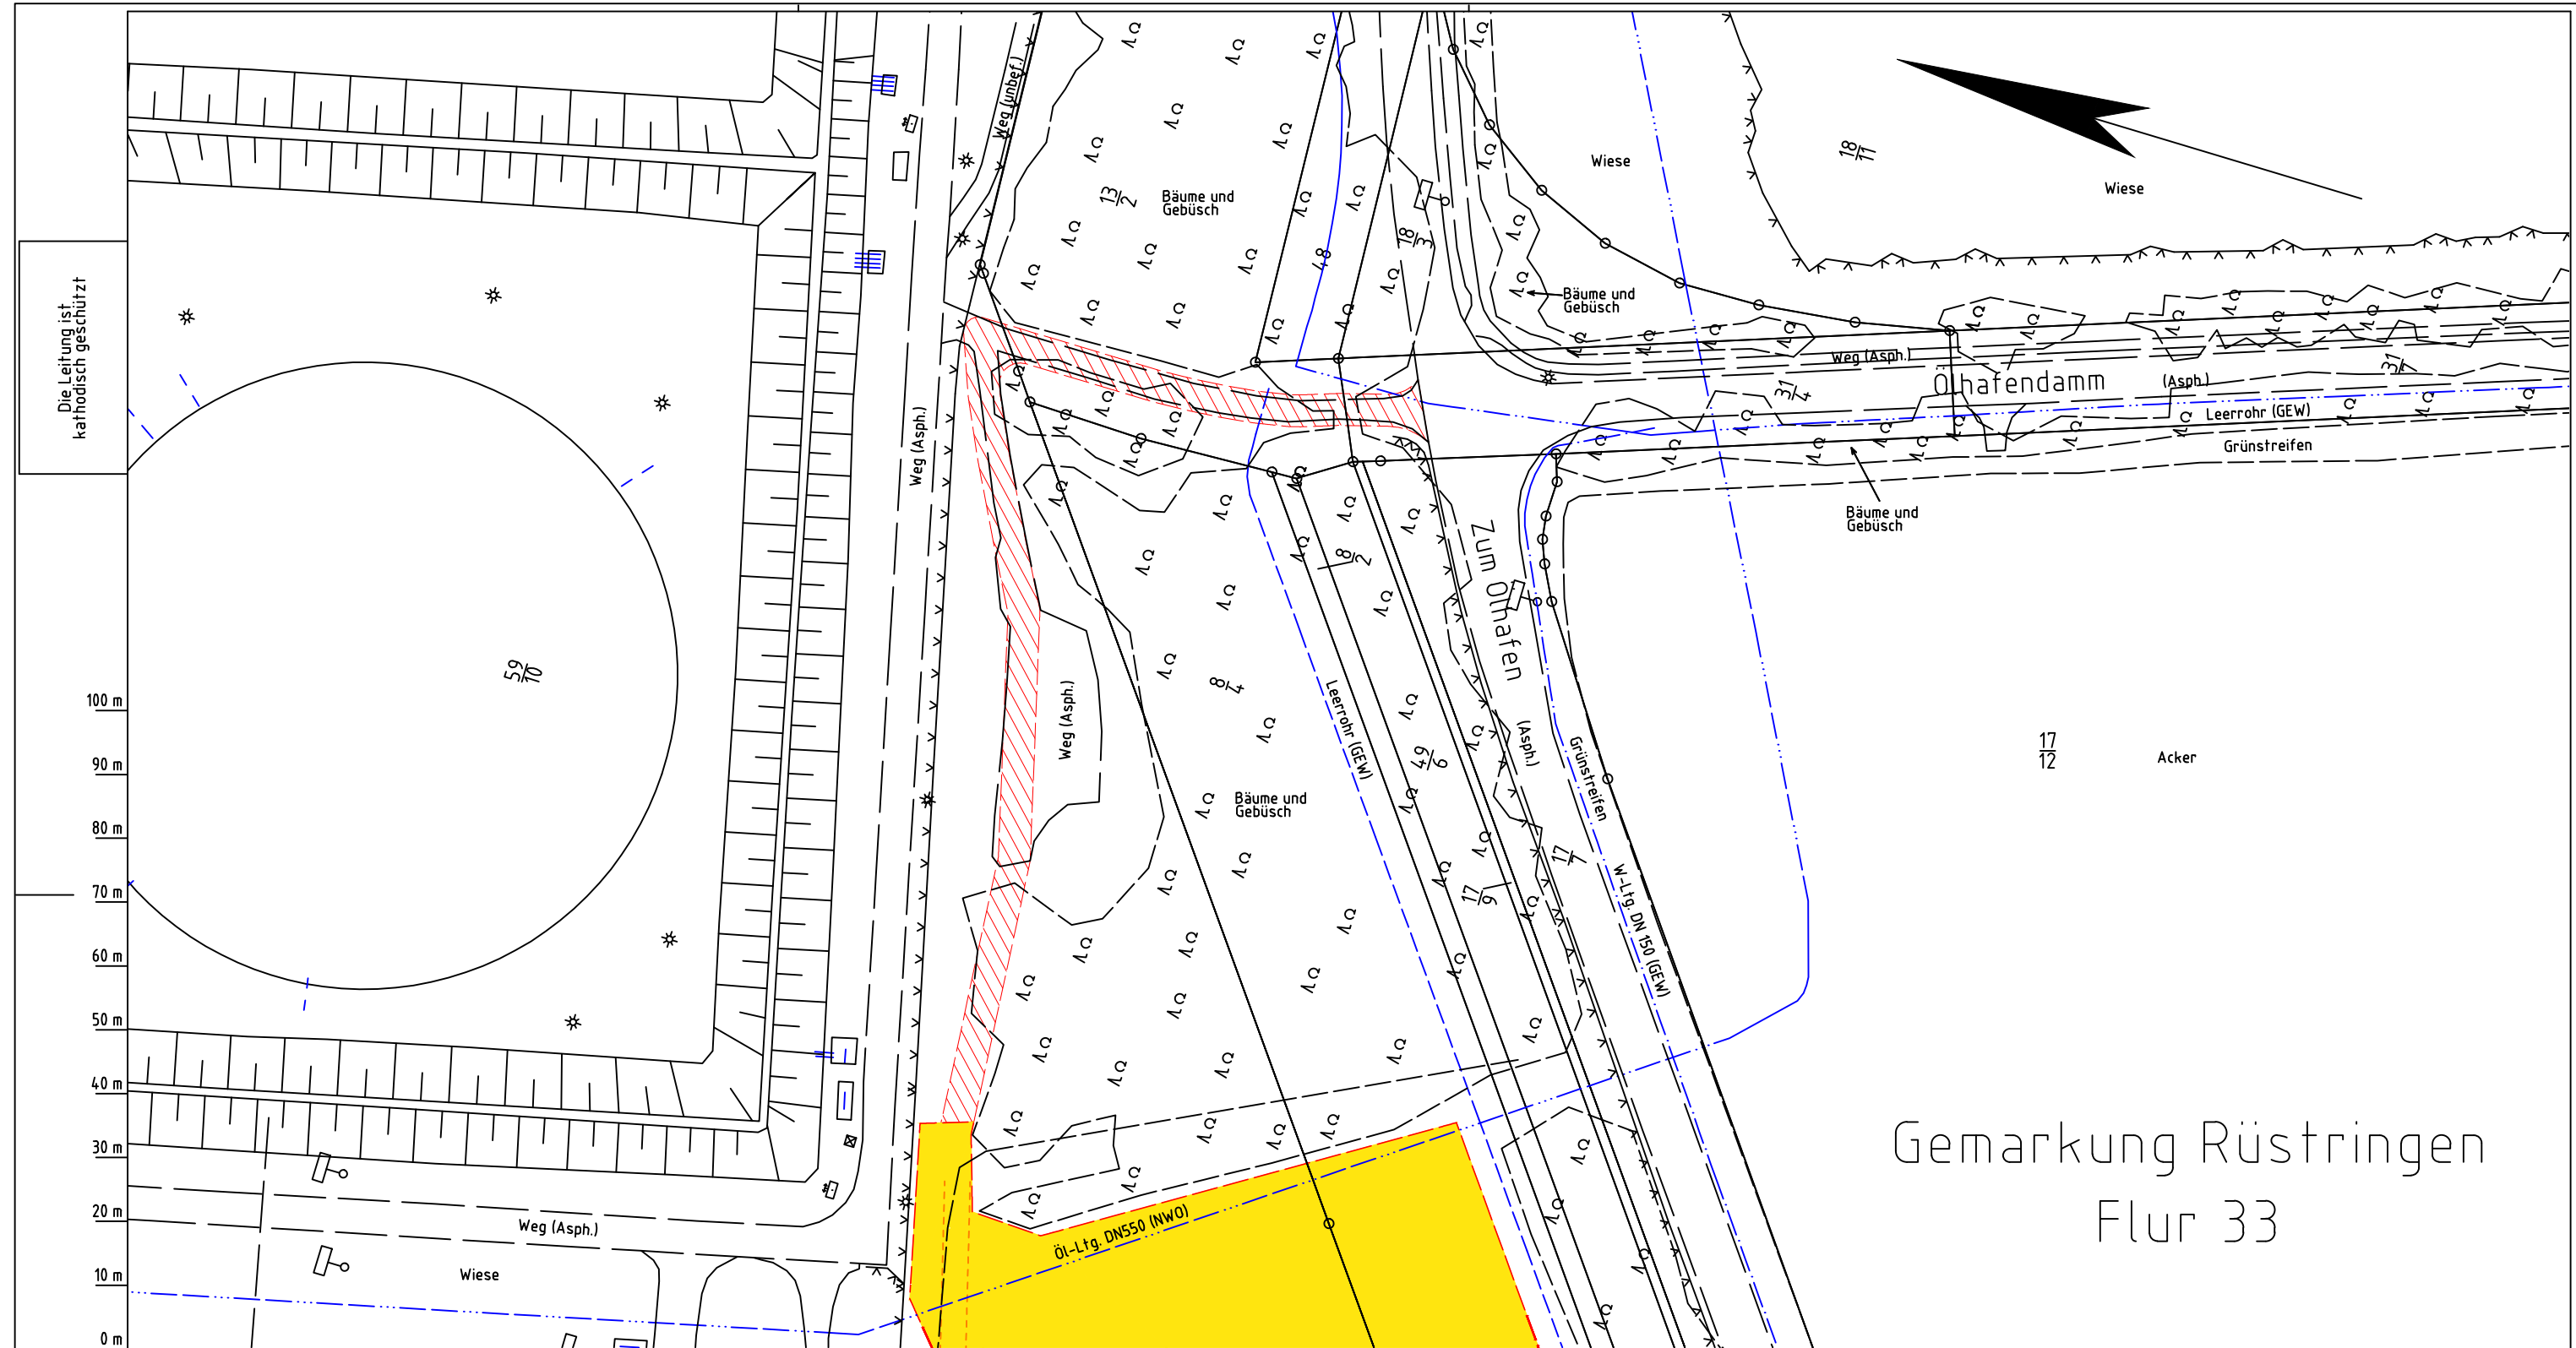 Weg (unbef.)
13/2
Bäume und
Gebüsch
48
18/3
Wiese
18/11
Wiese
Die Leitung ist
kathodisch geschützt
Bäume und
Gebüsch
Weg (Asph.)
31/4
Ölhafendamm
(Asph.)
31/
Leerrohr (GEW)
Grünstreifen
Weg (Asph.)
Bäume und
Gebüsch
8/2
Zum Ölhafen
59/10
8/4
Weg (Asph.)
Leerrohr (GEW)
49/6
(Asph.)
Grünstreifen
17/12
Acker
Bäume und
Gebüsch
17/7
17/9
W-Ltg. DN 150 (GEW)
100 m
90 m
80 m
70 m
60 m
50 m
40 m
30 m
20 m
10 m
0 m
Gemarkung Rüstringen
Flur 33
Öl-Ltg. DN550 (NWO)
Weg (Asph.)
Wiese